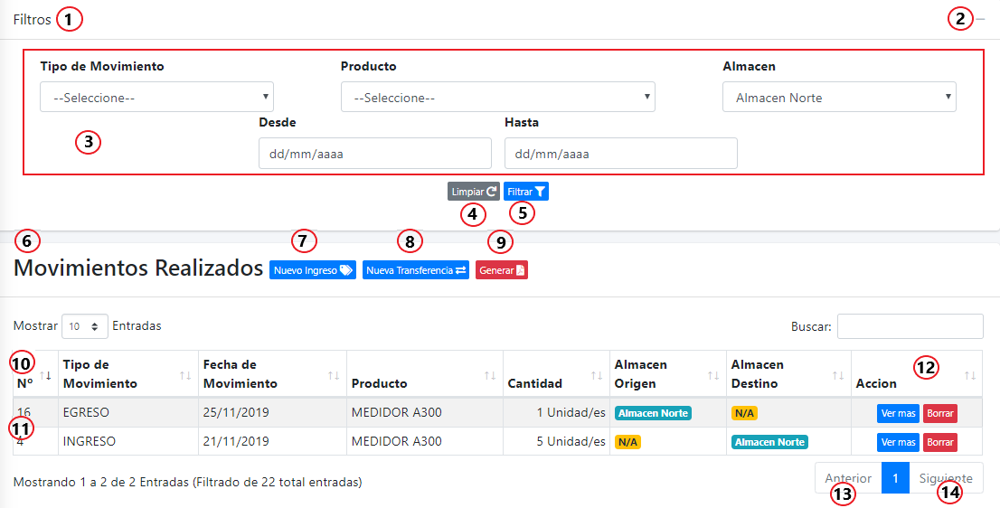 Filtros 1 2
Tipo de Movimiento Producto Almacen
--Seleccione-- --Seleccione-- Almacen Norte
Desde Hasta
3 dd/mm/aaaa dd/mm/aaaa
Limpiar Filtrar
4 5
6 7 8 9
Movimientos Realizados Nuevo Ingreso Nueva Transferencia Generar
Mostrar 10 Entradas Buscar:
10 Tipo de Fecha de Almacen Almacen 12
Nº Movimiento Movimiento Producto Cantidad Origen Destino Accion
16 EGRESO 25/11/2019 MEDIDOR A300 1 Unidad/es Almacen Norte N/A Ver mas Borrar
11
4 INGRESO 21/11/2019 MEDIDOR A300 5 Unidad/es N/A Almacen Norte Ver mas Borrar
Mostrando 1 a 2 de 2 Entradas (Filtrado de 22 total entradas) Anterior 1 Siguiente
13 14